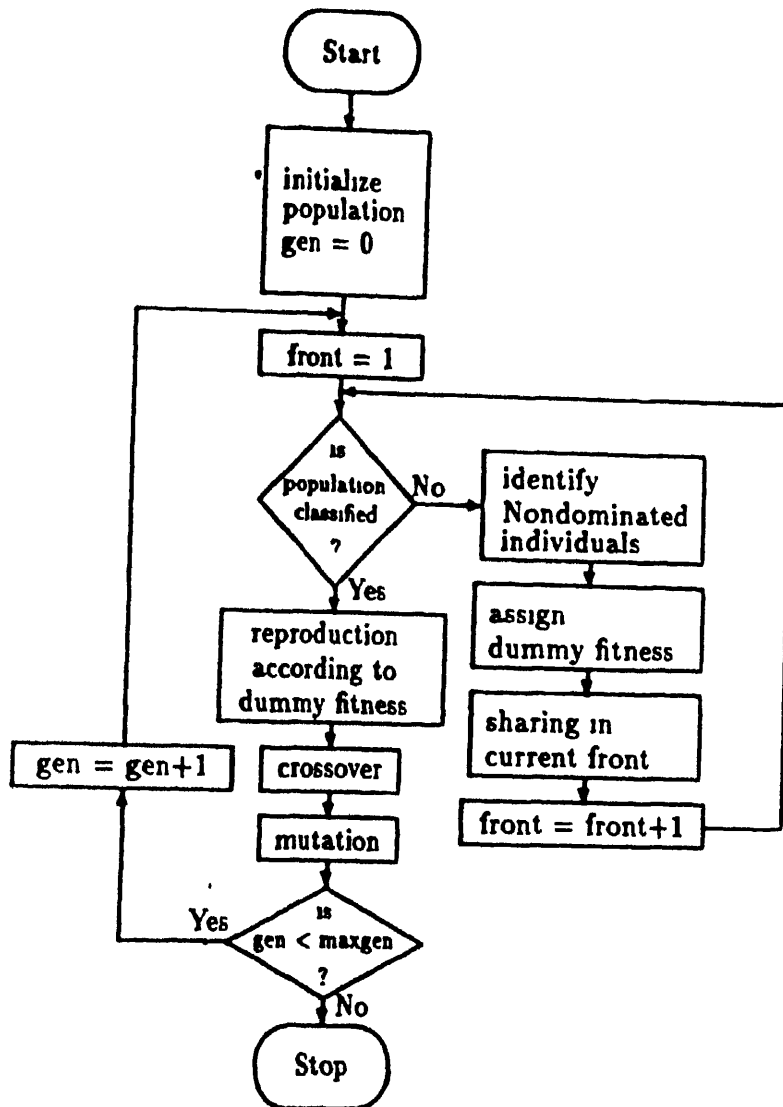 Start
initialize
population
gen = 0
front = 1
is
population
classified
?
No
identify
Nondominated
individuals
Yes
assign
dummy fitness
reproduction
according to
dummy fitness
sharing in
current front
gen = gen+1
crossover
front = front+1
mutation
Yes
is
gen < maxgen
?
No
Stop